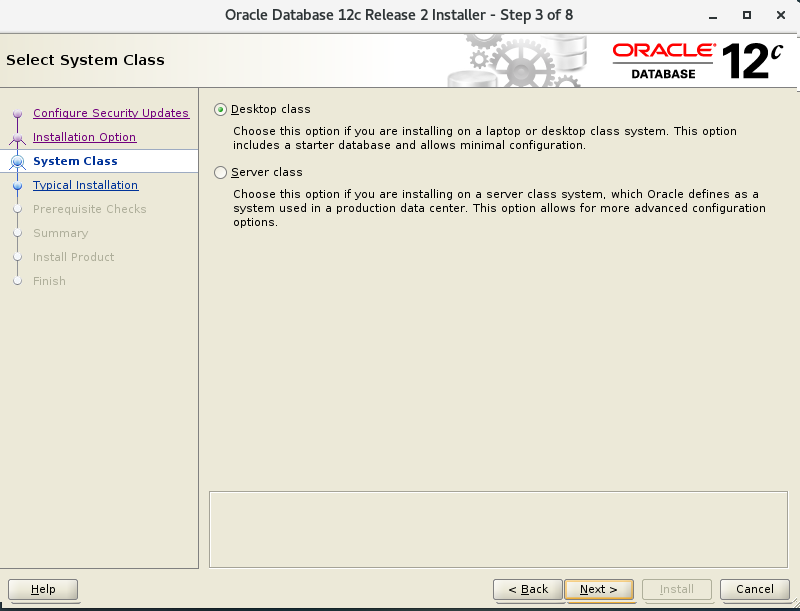 Oracle Database 12c Release 2 Installer - Step 3 of 8
Select System Class
ORACLE
DATABASE
12c
Configure Security Updates
Installation Option
System Class
Typical Installation
Prerequisite Checks
Summary
Install Product
Finish
Desktop class
Choose this option if you are installing on a laptop or desktop class system. This option
includes a starter database and allows minimal configuration.
Server class
Choose this option if you are installing on a server class system, which Oracle defines as a
system used in a production data center. This option allows for more advanced configuration
options.
Help
< Back
Next >
Install
Cancel